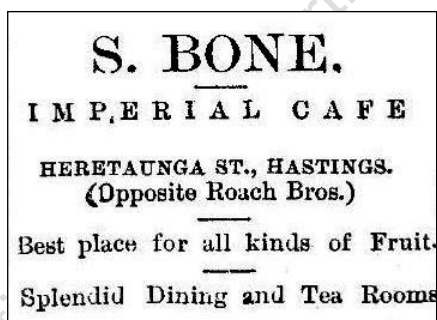 S. BONE.
IMPERIAL CAFE
HERETAUNGA ST., HASTINGS.
(Opposite Roach Bros.)
Best place for all kinds of Fruit.
Splendid Dining and Tea Rooms